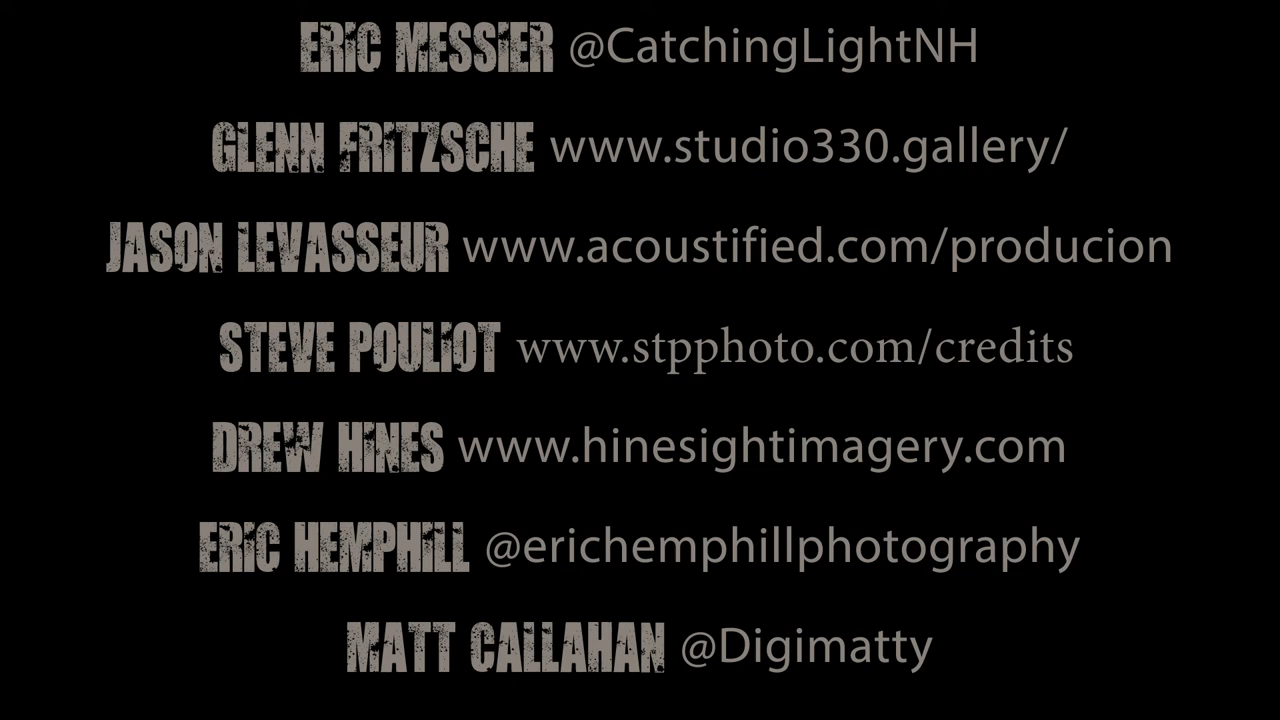 ERIC MESSIER @CatchingLightNH
GLENN FRITZSCHE www.studio330.gallery/
JASON LEVASSEUR www.acoustified.com/producion
STEVE POULIOT www.stpphoto.com/credits
DREW HINES www.hinesightimagery.com
ERIC HEMPHILL @erichemphillphotography
MATT CALLAHAN @Digimatty